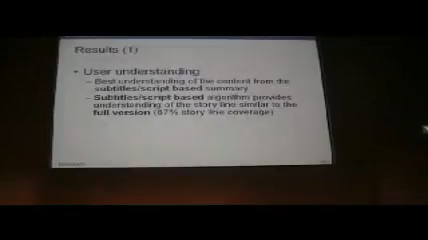 Results (1)
• User understanding
– Best understanding of the content from the
subtitles/script based summary
– Subtitles/script based algorithm provides
understanding of the story line similar to the
full version (87% story line coverage)